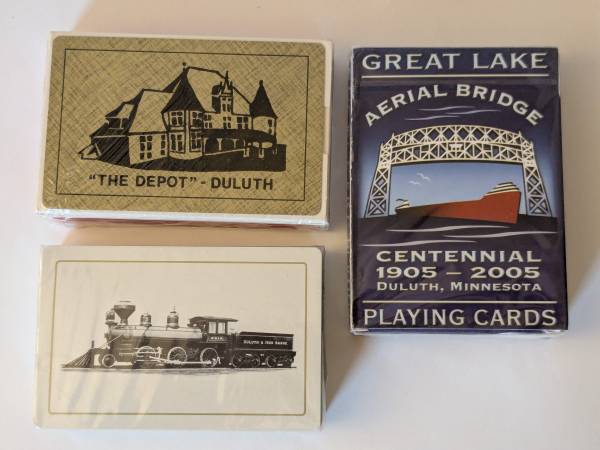 "THE DEPOT" - DULUTH
GREAT LAKE
AERIAL BRIDGE
CENTENNIAL
1905 - 2005
DULUTH, MINNESOTA
PLAYING CARDS
DULUTH & IRON RANGE